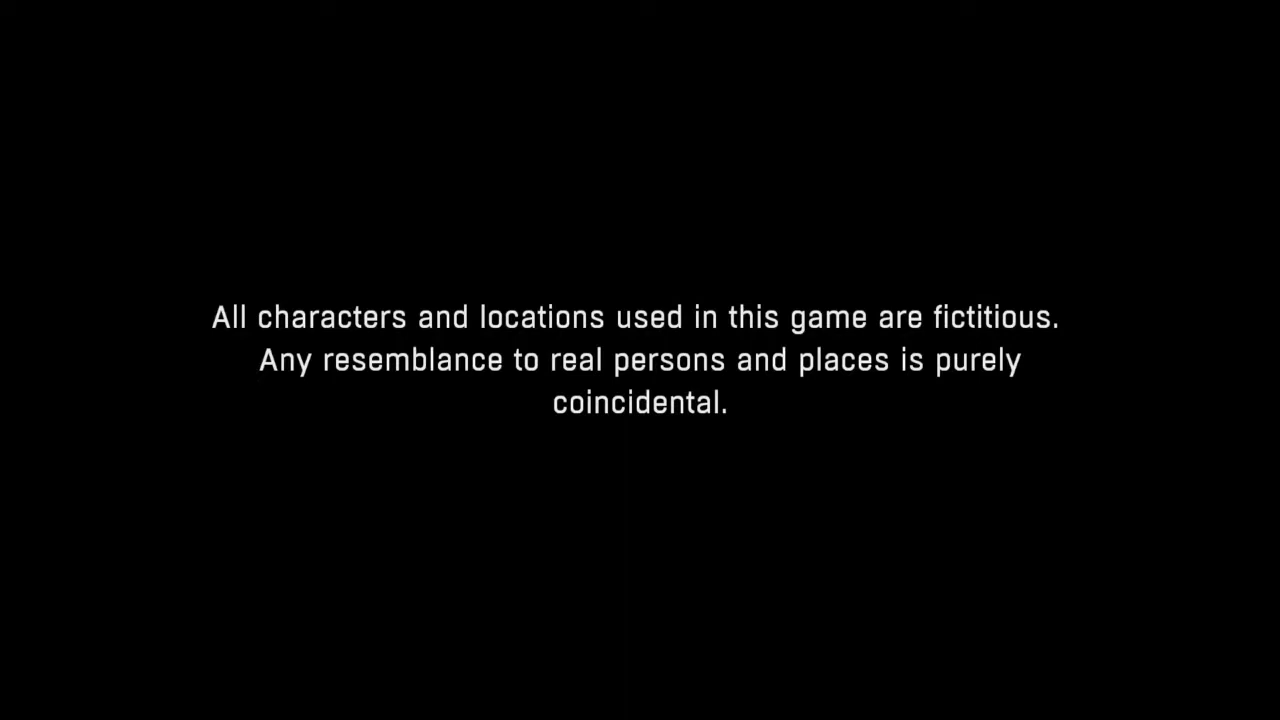 All characters and locations used in this game are fictitious.
Any resemblance to real persons and places is purely
coincidental.